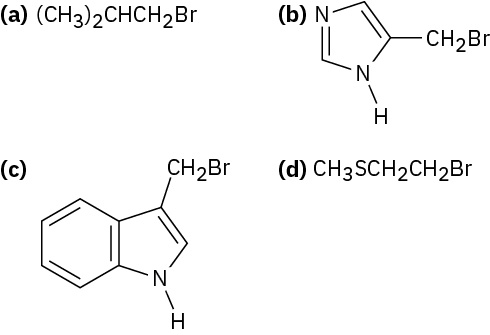 (a) (CH₃)₂CHCH₂Br
(b) N
CH₂Br
N
H
(c) CH₂Br
N
H
(d) CH₃SCH₂CH₂Br